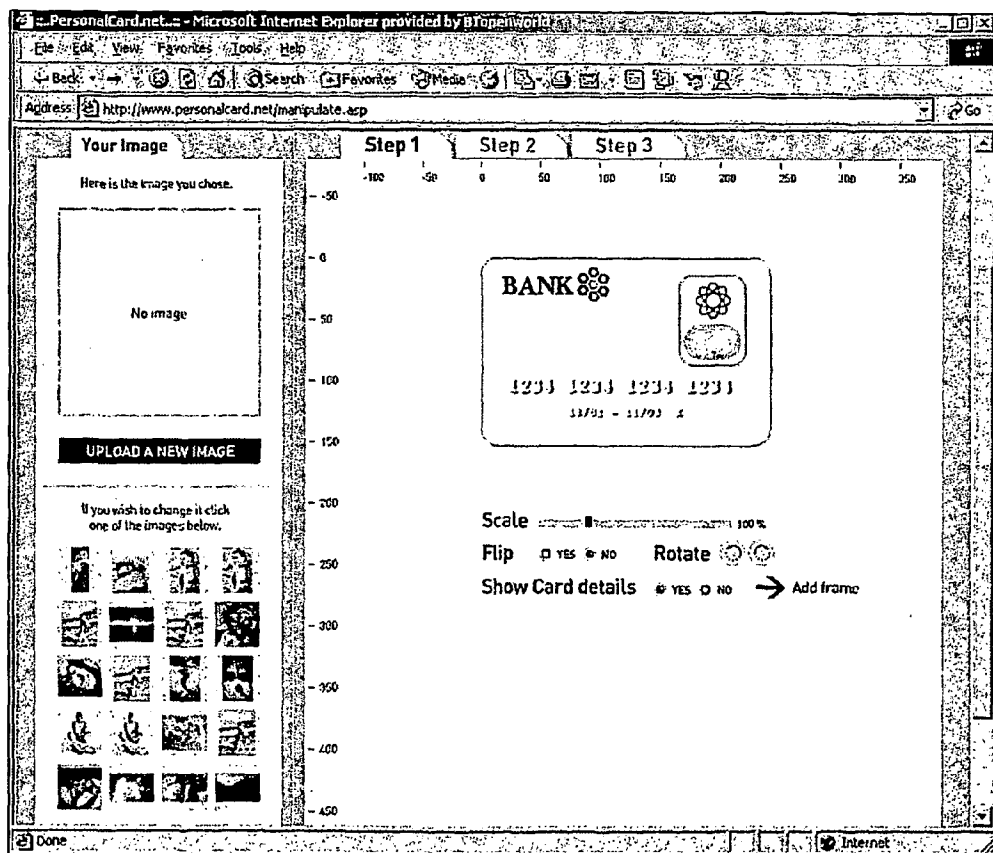 ::..PersonalCard.net..:: - Microsoft Internet Explorer provided by BTopenworld
File Edit View Favorites Tools Help
Back Search Favorites Media
Address http://www.personalcard.net/manipulate.asp Go
Your Image Step 1 Step 2 Step 3
Here is the image you chose.
-100 -50 0 50 100 150 200 250 300 350
-50
0
50
100
150
200
250
300
350
400
450
No image
BANK
1234 1234 1234 1234
UPLOAD A NEW IMAGE
If you wish to change it click
one of the images below.
Scale 100%
Flip YES NO Rotate
Show Card details YES NO Add frame
Done Internet